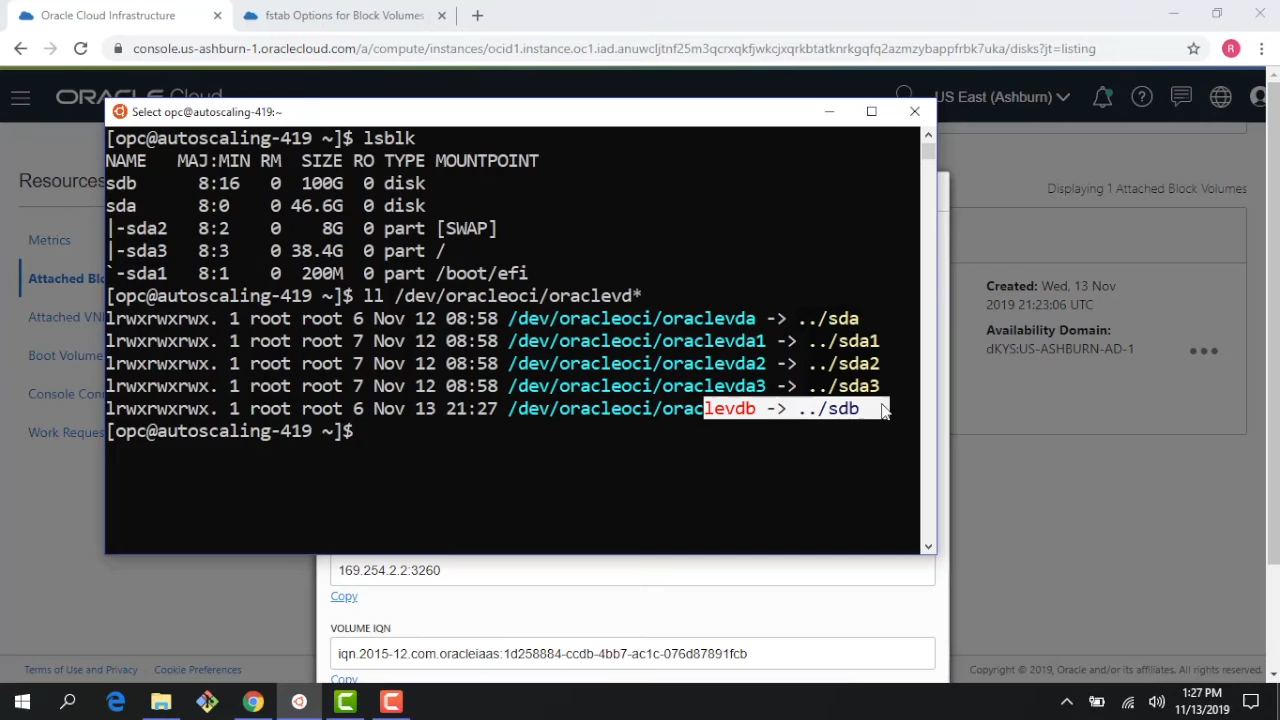 Oracle Cloud Infrastructure
fstab Options for Block Volumes
console.us-ashburn-1.oraclecloud.com/a/compute/instances/ocid1.instance.oc1.iad.anuwcljtnf25m3qcrxqkfjwkcjxqrkbtatknrkgqfq2azmzybappfrbk7uka/disks?jt=listing
R
ORACLE Cloud
US East (Ashburn)
Select opc@autoscaling-419:~
[opc@autoscaling-419 ~]$ lsblk
NAME MAJ:MIN RM SIZE RO TYPE MOUNTPOINT
sdb 8:16 0 100G 0 disk
sda 8:0 0 46.6G 0 disk
|-sda2 8:2 0 8G 0 part [SWAP]
|-sda3 8:3 0 38.4G 0 part /
`-sda1 8:1 0 200M 0 part /boot/efi
[opc@autoscaling-419 ~]$ ll /dev/oracleoci/oraclevd*
lrwxrwxrwx. 1 root root 6 Nov 12 08:58 /dev/oracleoci/oraclevda -> ../sda
lrwxrwxrwx. 1 root root 7 Nov 12 08:58 /dev/oracleoci/oraclevda1 -> ../sda1
lrwxrwxrwx. 1 root root 7 Nov 12 08:58 /dev/oracleoci/oraclevda2 -> ../sda2
lrwxrwxrwx. 1 root root 7 Nov 12 08:58 /dev/oracleoci/oraclevda3 -> ../sda3
lrwxrwxrwx. 1 root root 6 Nov 13 21:27 /dev/oracleoci/oraclevdb -> ../sdb
[opc@autoscaling-419 ~]$
Resources
Metrics
Attached Blo
Attached VNI
Boot Volume
Console Con
Work Reques
Displaying 1 Attached Block Volumes
Created: Wed, 13 Nov
2019 21:23:06 UTC
Availability Domain:
dKYS:US-ASHBURN-AD-1
169.254.2.2:3260
Copy
VOLUME IQN
iqn.2015-12.com.oracleiaas:1d258884-ccdb-4bb7-ac1c-076d87891fcb
Copy
Terms of Use and Privacy Cookie Preferences
Copyright © 2019, Oracle and/or its affiliates. All rights reserved.
1:27 PM
11/13/2019